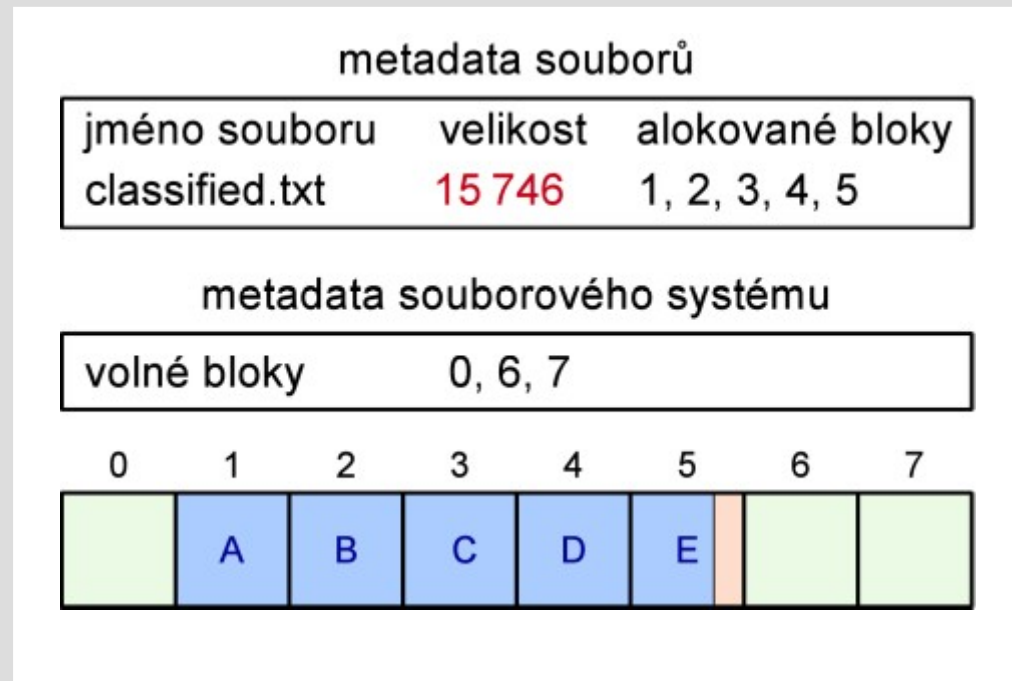 metadata souborů
jméno souboru velikost alokované bloky
classified.txt 15 746 1, 2, 3, 4, 5
metadata souborového systému
volné bloky 0, 6, 7
0 1 2 3 4 5 6 7
A B C D E